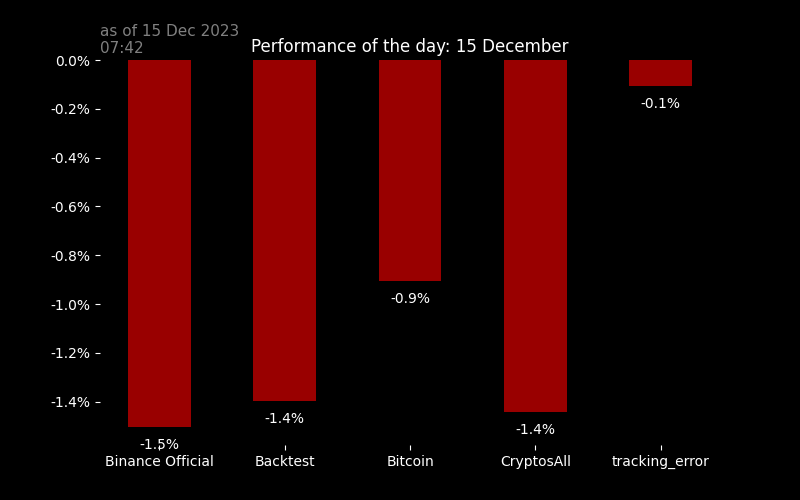 as of 15 Dec 2023
07:42
Performance of the day: 15 December
0.0%
-0.2%
-0.4%
-0.6%
-0.8%
-1.0%
-1.2%
-1.4%
-0.1%
-0.9%
-1.4%
-1.4%
-1.5%
Binance Official
Backtest
Bitcoin
CryptosAll
tracking_error